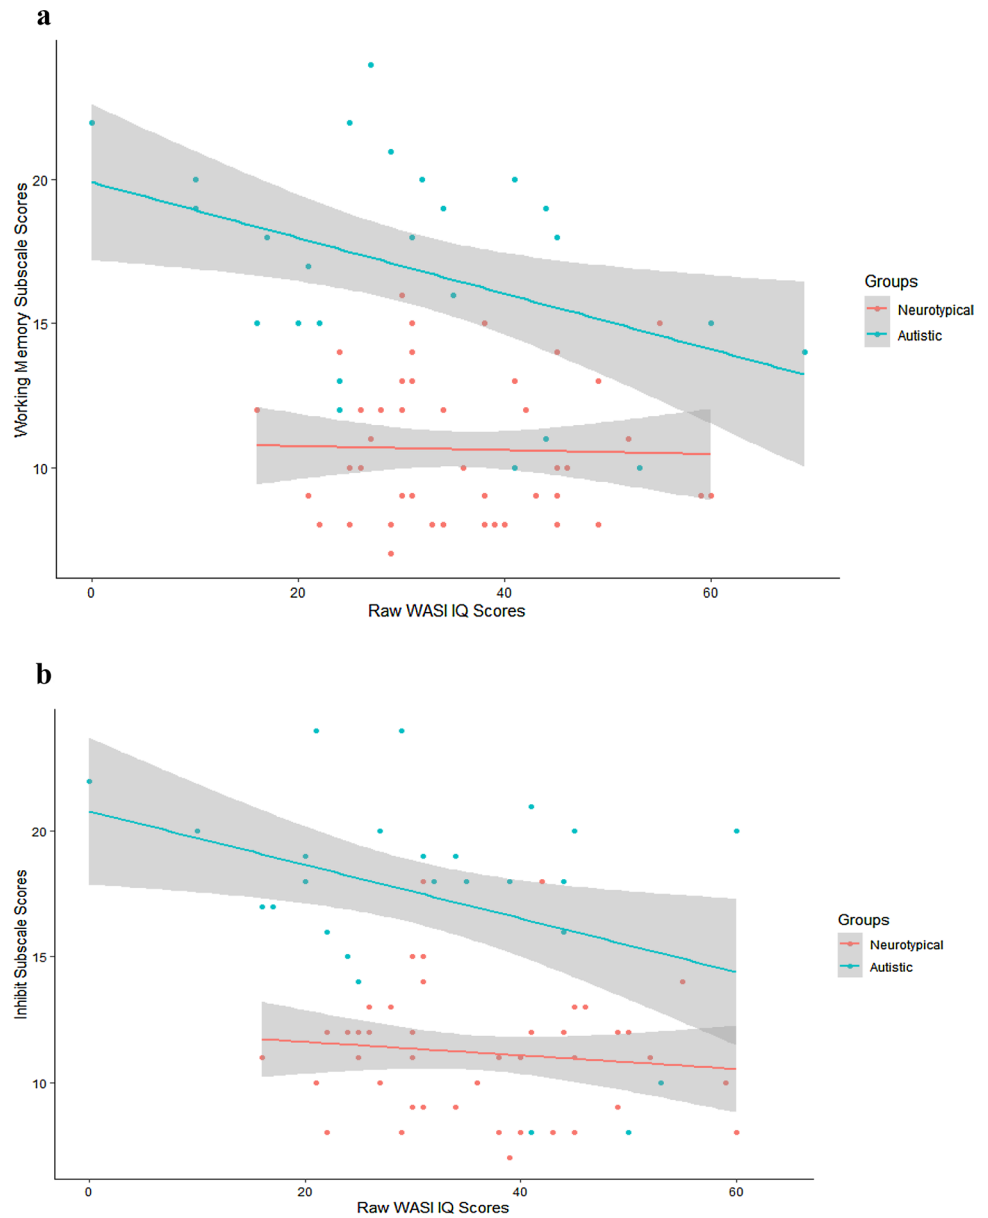 a
Working Memory Subscale Scores
20
15
10
0 20 40 60
Raw WASI IQ Scores
Groups
Neurotypical
Autistic
b
Inhibit Subscale Scores
20
15
10
0 20 40 60
Raw WASI IQ Scores
Groups
Neurotypical
Autistic